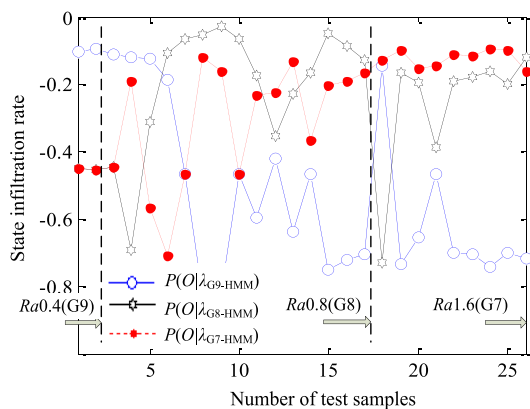 0
-0.2
-0.4
-0.6
-0.8
State infiltration rate
P(O|λG9-HMM)
P(O|λG8-HMM)
P(O|λG7-HMM)
Ra0.4(G9)
Ra0.8(G8)
Ra1.6(G7)
5 10 15 20 25
Number of test samples